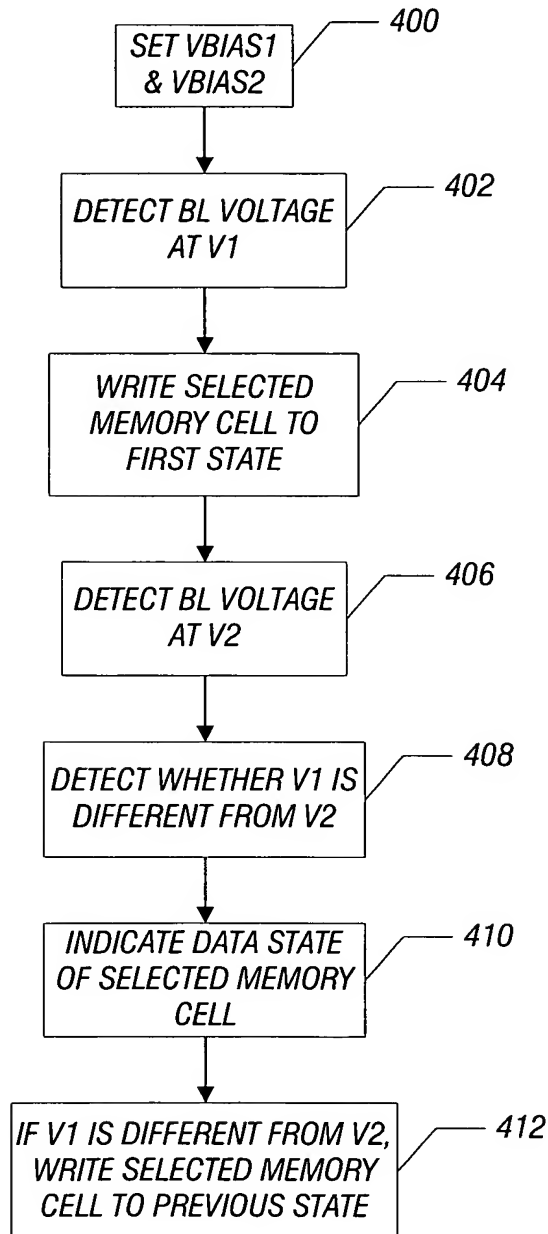 SET VBIAS1
& VBIAS2
400
DETECT BL VOLTAGE
AT V1
402
WRITE SELECTED
MEMORY CELL TO
FIRST STATE
404
DETECT BL VOLTAGE
AT V2
406
DETECT WHETHER V1 IS
DIFFERENT FROM V2
408
INDICATE DATA STATE
OF SELECTED MEMORY
CELL
410
IF V1 IS DIFFERENT FROM V2,
WRITE SELECTED MEMORY
CELL TO PREVIOUS STATE
412